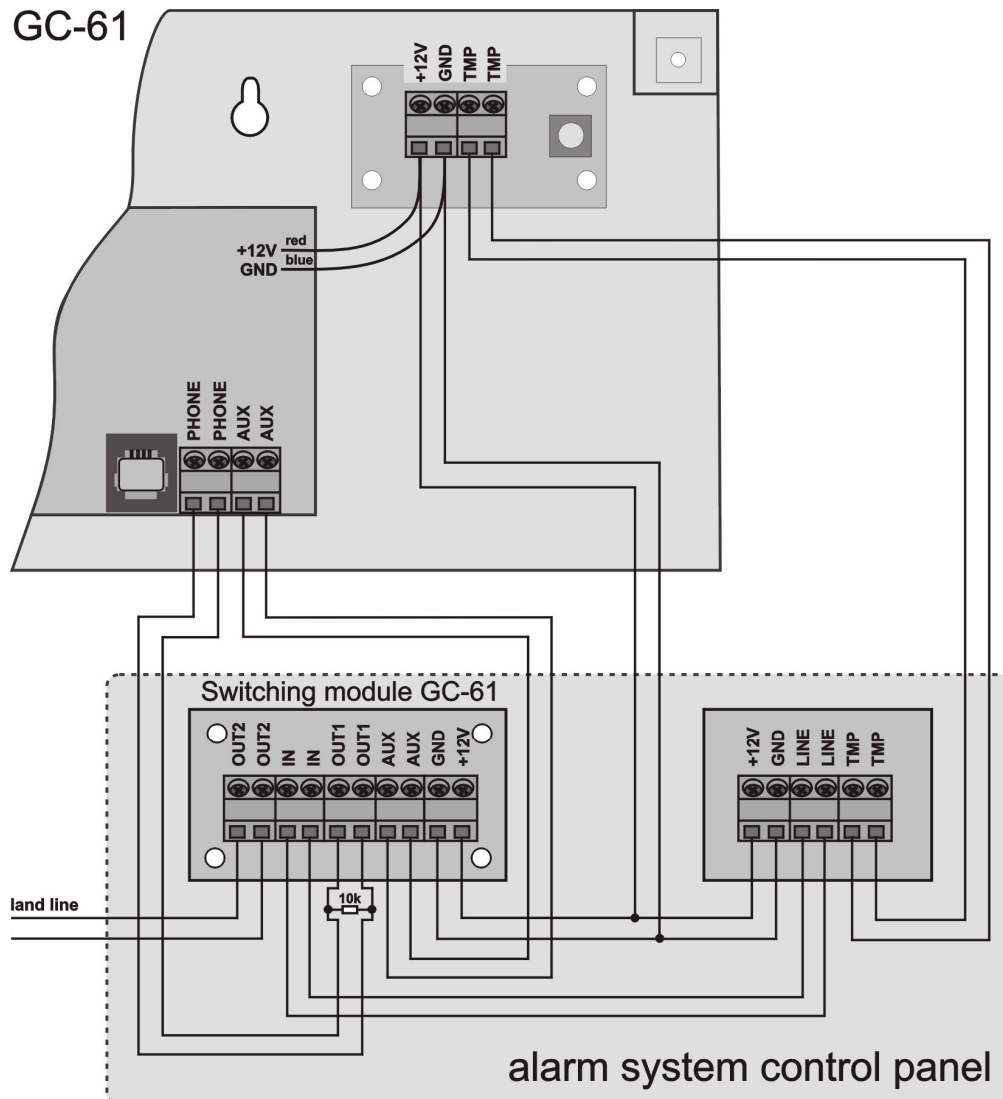 GC-61
+12V
GND
TMP
TMP
red
+12V
blue
GND
PHONE
PHONE
AUX
AUX
Switching module GC-61
OUT2
OUT2
IN
IN
OUT1
OUT1
AUX
AUX
GND
+12V
+12V
GND
LINE
LINE
TMP
TMP
10k
land line
alarm system control panel